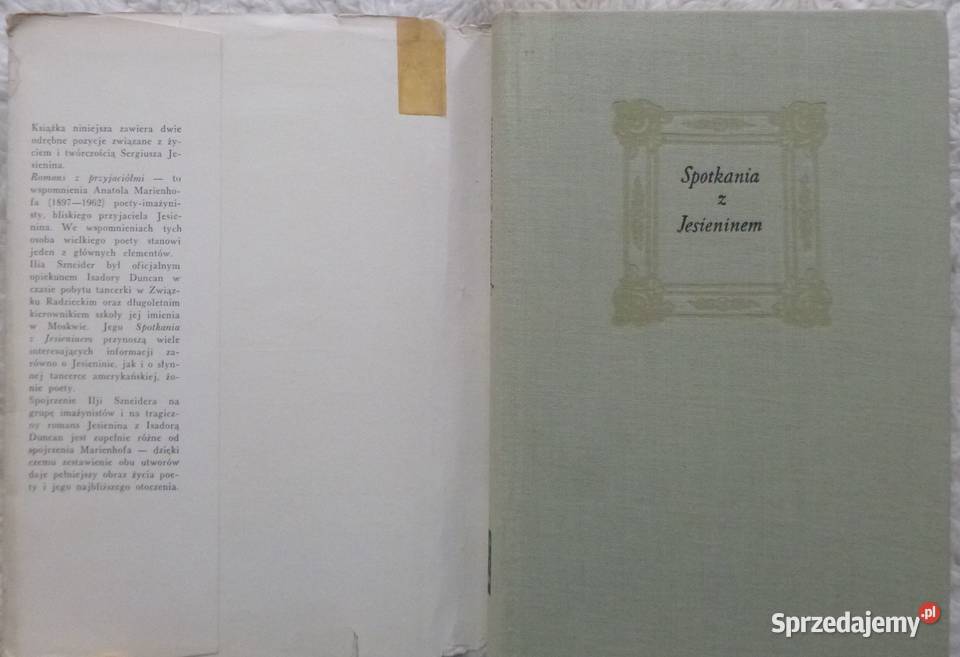 Książka niniejsza zawiera dwie
odrębne pozycje związane z ży-
ciem i twórczością Sergiusza Je-
sienina.
Romans z przyjaciółmi — to
wspomnienia Anatola Marienho-
fa (1897—1962) poety-imażyni-
sty, bliskiego przyjaciela Jesie-
nina. We wspomnieniach tych
osoba wielkiego poety stanowi
jeden z głównych elementów.
Ilia Szneider był oficjalnym
opiekunem Isadory Duncan w
czasie pobytu tancerki w Związ-
ku Radzieckim oraz długoletnim
kierownikiem szkoły jej imienia
w Moskwie. Jego Spotkania
z Jesieninem przynoszą wiele
interesujących informacji za-
równo o Jesieninie, jak i o słyn-
nej tancerce amerykańskiej, żo-
nie poety.
Spojrzenie Ilji Szneidera na
grupę imażynistów i na tragicz-
ny romans Jesienina z Isadorą
Duncan jest zupełnie różne od
spojrzenia Marienhofa — dzięki
czemu zestawienie obu utworów
daje pełniejszy obraz życia poe-
ty i jego najbliższego otoczenia.
Spotkania
z
Jesieninem
Sprzedajemy.pl